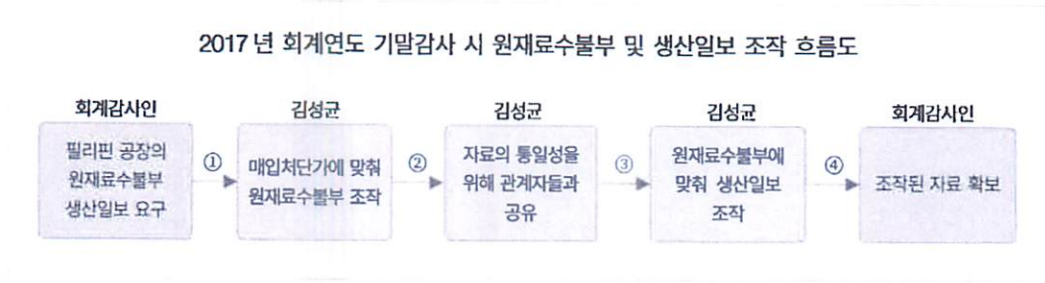 2017년 회계연도 기말감사 시 원재료수불부 및 생산일보 조작 흐름도
회계감사인
필리핀 공장의
원재료수불부
생산일보 요구
①
김성균
매입처단가에 맞춰
원재료수불부 조작
②
김성균
자료의 통일성을
위해 관계자들과
공유
③
김성균
원재료수불부에
맞춰 생산일보
조작
④
회계감사인
조작된 자료 확보